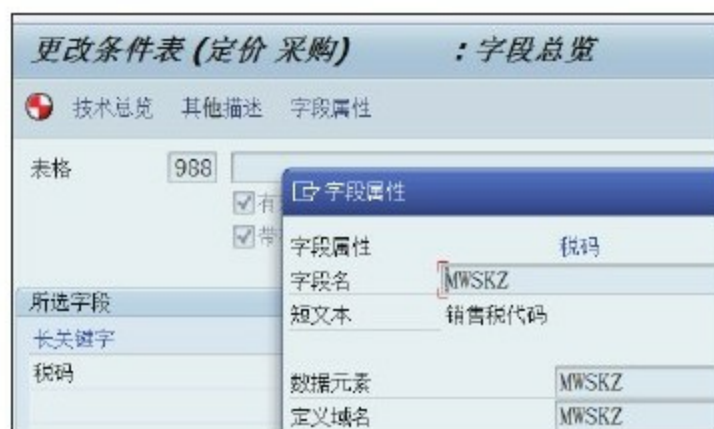 更改条件表 (定价 采购) : 字段总览
技术总览 其他描述 字段属性
表格 988
字段属性
有
带
字段属性 税码
字段名 MWSKZ
短文本 销售税代码
所选字段
长关键字
税码
数据元素 MWSKZ
定义域名 MWSKZ